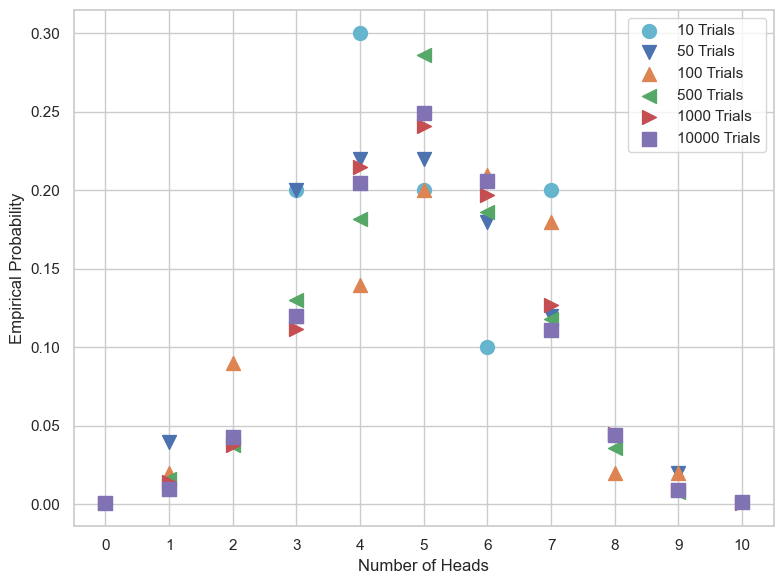 10 Trials
50 Trials
100 Trials
500 Trials
1000 Trials
10000 Trials
Empirical Probability
0.30
0.25
0.20
0.15
0.10
0.05
0.00
0 1 2 3 4 5 6 7 8 9 10
Number of Heads